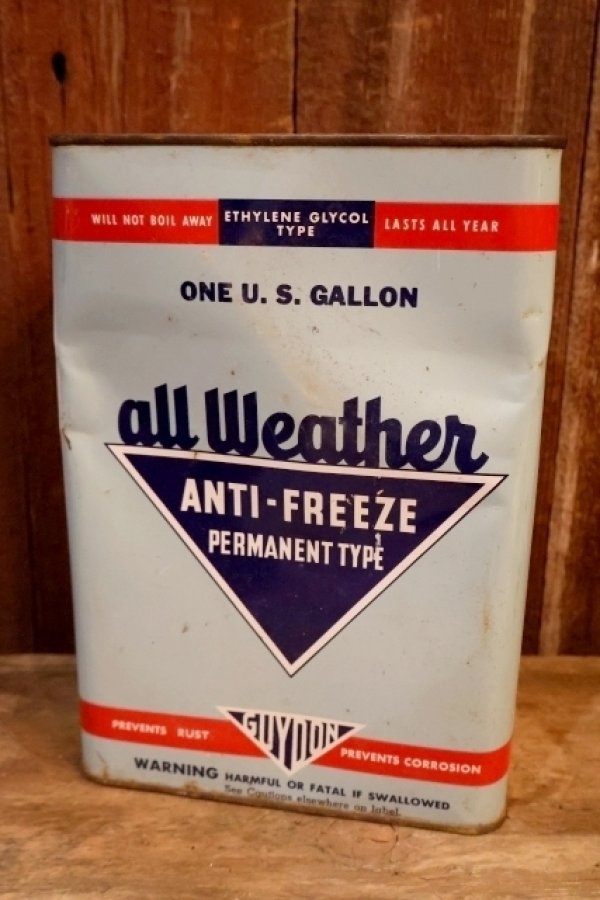 WILL NOT BOIL AWAY
ETHYLENE GLYCOL
TYPE
LASTS ALL YEAR
ONE U. S. GALLON
all Weather
ANTI-FREEZE
PERMANENT TYPE
GUYDON
PREVENTS RUST
PREVENTS CORROSION
WARNING HARMFUL OR FATAL IF SWALLOWED
See Cautions elsewhere on label.